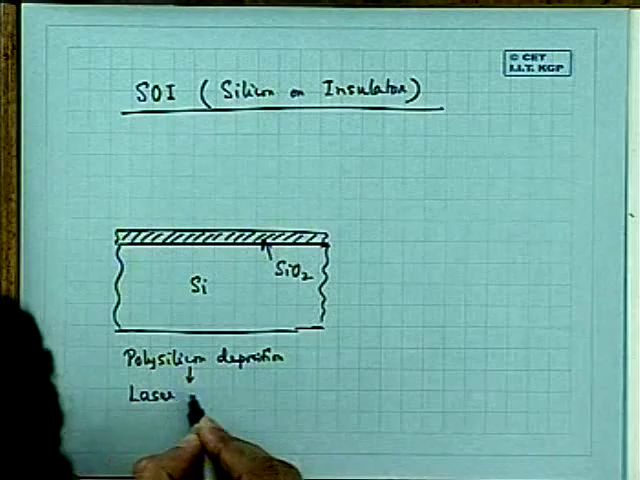 © CET
I.I.T. KGP
SOI (Silicon on Insulator)
SiO2
Si
Polysilicon deposition
Laser